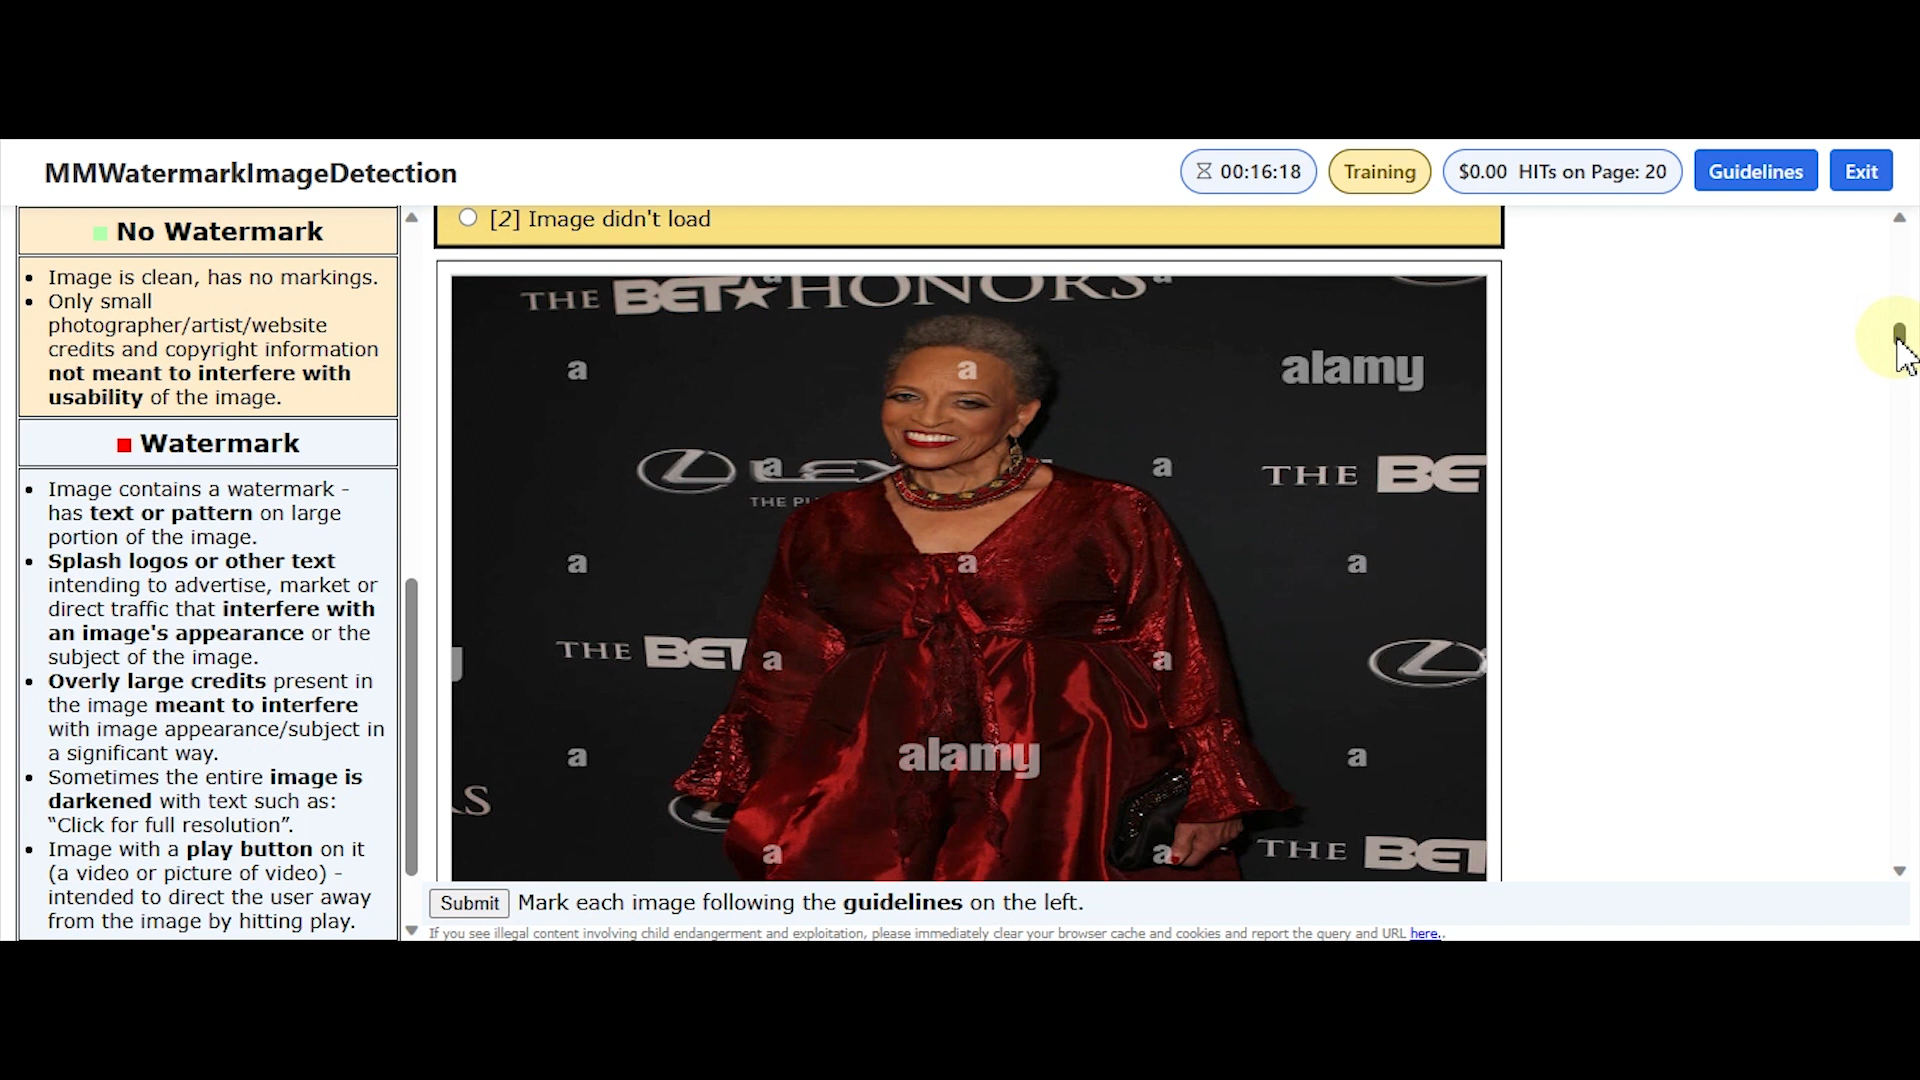 MMWatermarkImageDetection
00:16:18
Training
$0.00 HITs on Page: 20
Guidelines
Exit
No Watermark
Image is clean, has no markings.
Only small
photographer/artist/website
credits and copyright information
not meant to interfere with
usability of the image.
Watermark
Image contains a watermark -
has text or pattern on large
portion of the image.
Splash logos or other text
intending to advertise, market or
direct traffic that interfere with
an image's appearance or the
subject of the image.
Overly large credits present in
the image meant to interfere
with image appearance/subject in
a significant way.
Sometimes the entire image is
darkened with text such as:
“Click for full resolution”.
Image with a play button on it
(a video or picture of video) -
intended to direct the user away
from the image by hitting play.
[2] Image didn't load
THE BET★HONORS
a a
a a alamy
a LEX a THE BE
THE PU
a a a
THE BET a a
a alamy a
RS
a a THE BET
Submit Mark each image following the guidelines on the left.
If you see illegal content involving child endangerment and exploitation, please immediately clear your browser cache and cookies and report the query and URL here..